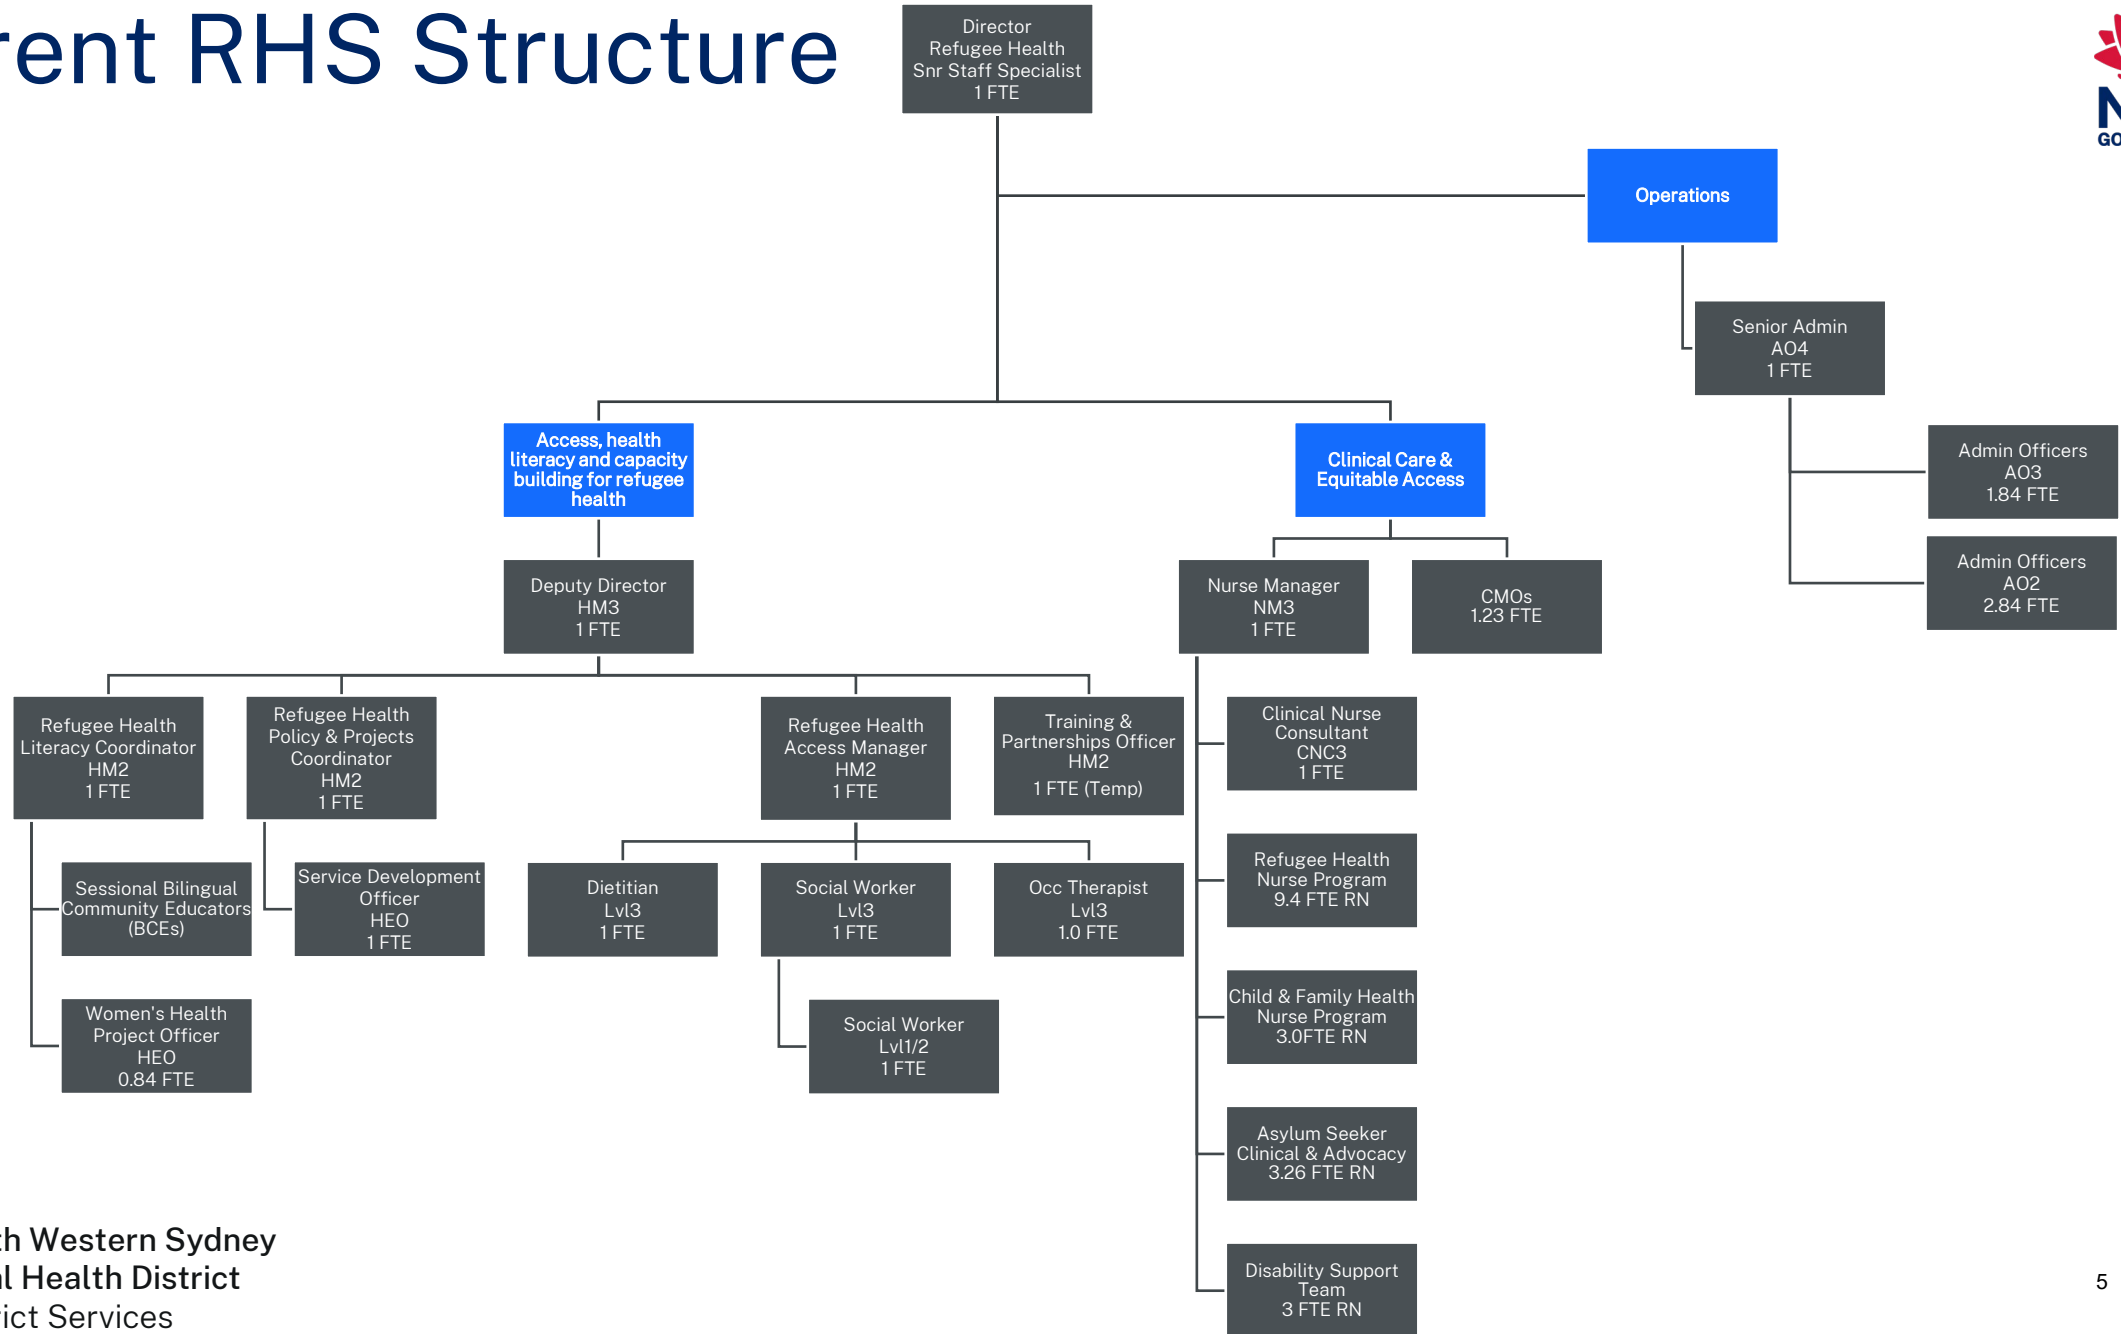 rent RHS Structure
Director
Refugee Health
Snr Staff Specialist
1 FTE
N
GO
Operations
Senior Admin
AO4
1 FTE
Admin Officers
AO3
1.84 FTE
Admin Officers
AO2
2.84 FTE
Access, health
literacy and capacity
building for refugee
health
Clinical Care &
Equitable Access
Deputy Director
HM3
1 FTE
Nurse Manager
NM3
1 FTE
CMOs
1.23 FTE
Refugee Health
Literacy Coordinator
HM2
1 FTE
Refugee Health
Policy & Projects
Coordinator
HM2
1 FTE
Refugee Health
Access Manager
HM2
1 FTE
Training &
Partnerships Officer
HM2
1 FTE (Temp)
Sessional Bilingual
Community Educators
(BCEs)
Women's Health
Project Officer
HEO
0.84 FTE
Service Development
Officer
HEO
1 FTE
Dietitian
Lvl3
1 FTE
Social Worker
Lvl3
1 FTE
Occ Therapist
Lvl3
1.0 FTE
Social Worker
Lvl1/2
1 FTE
Clinical Nurse
Consultant
CNC3
1 FTE
Refugee Health
Nurse Program
9.4 FTE RN
Child & Family Health
Nurse Program
3.0FTE RN
Asylum Seeker
Clinical & Advocacy
3.26 FTE RN
Disability Support
Team
3 FTE RN
th Western Sydney
al Health District
rict Services
5